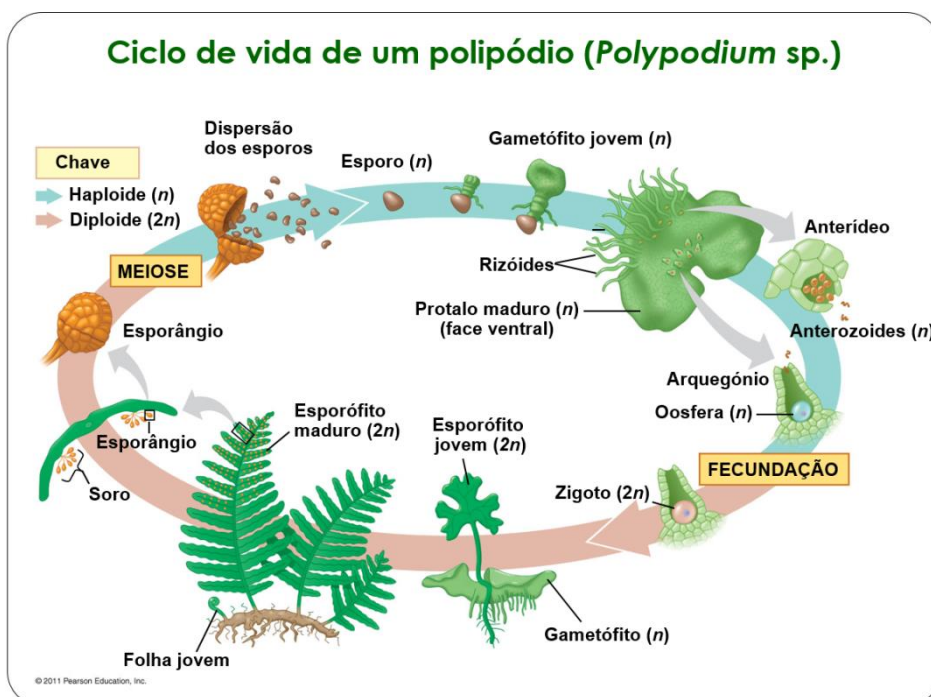 Ciclo de vida de um polipódio (Polypodium sp.)
Chave
Haploide (n)
Diploide (2n)
Dispersão
dos esporos
Esporo (n)
Gametófito jovem (n)
MEIOSE
Rizóides
Anterídeo
Protalo maduro (n)
(face ventral)
Anterozoides (n)
Esporângio
Arquegónio
Oosfera (n)
Esporângio
Soro
Esporófito
maduro (2n)
Esporófito
jovem (2n)
FECUNDAÇÃO
Zigoto (2n)
Gametófito (n)
Folha jovem
© 2011 Pearson Education, Inc.